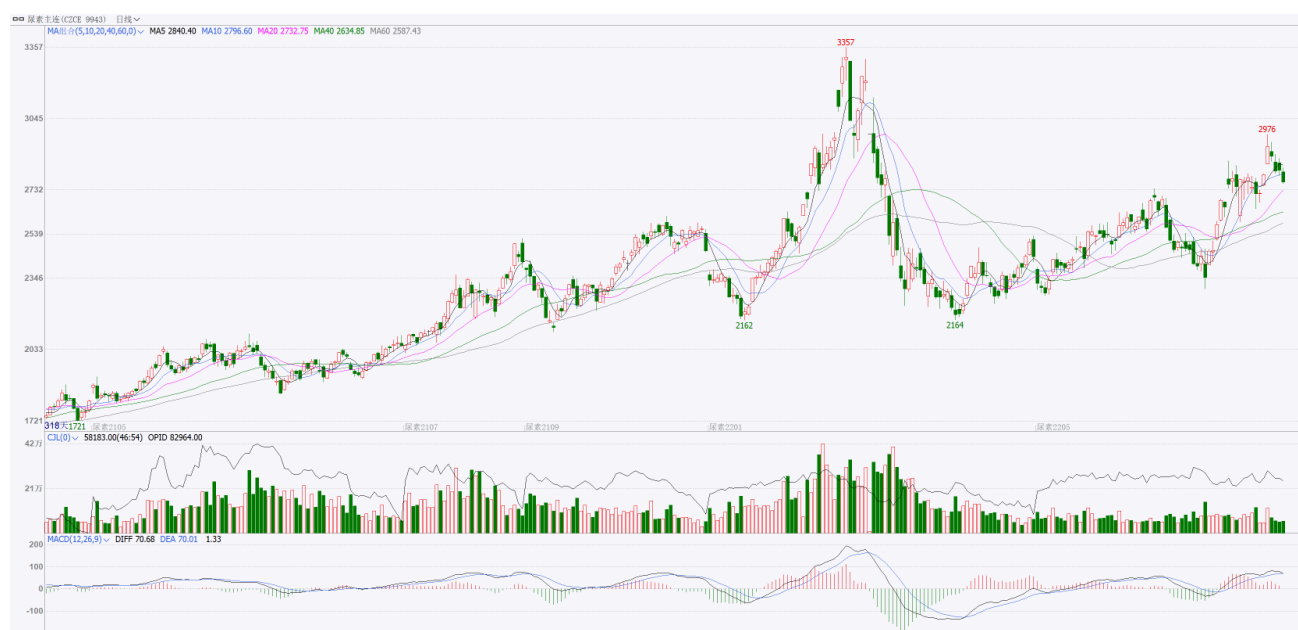 尿素主连(CZCE 9943) 日线
MA组合(5,10,20,40,60,0) MA5 2840.40 MA10 2796.60 MA20 2732.75 MA40 2634.85 MA60 2587.43
3357
3357
3045
2976
2732
2539
2346
2162
2164
2033
1721
318天 1721 尿素2105 尿素2107 尿素2109 尿素2201 尿素2205
CJL(0) 58183.00(46:54) OPID 82964.00
42万
21万
MACD(12,26,9) DIFF 70.68 DEA 70.01 1.33
200
100
0
-100